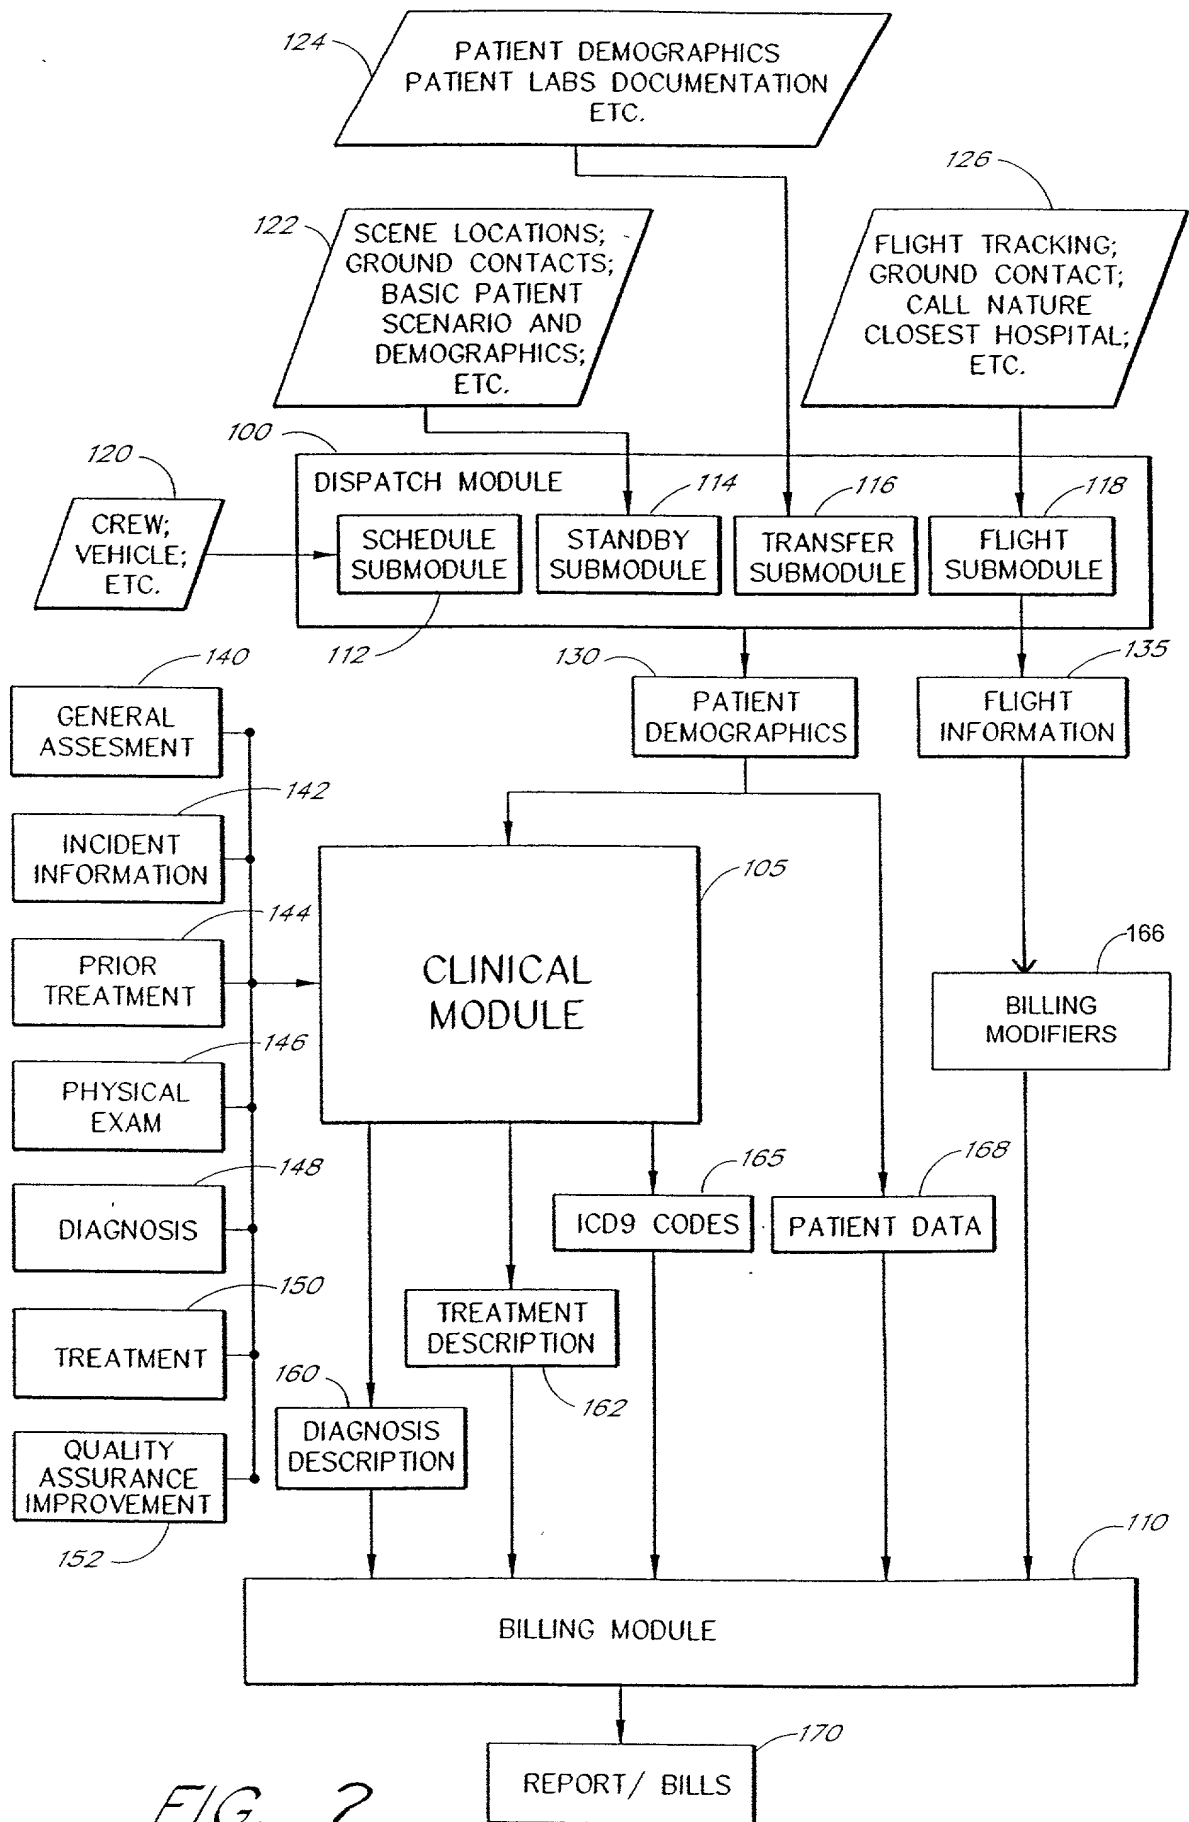 124
PATIENT DEMOGRAPHICS
PATIENT LABS DOCUMENTATION
ETC.
122
SCENE LOCATIONS;
GROUND CONTACTS;
BASIC PATIENT
SCENARIO AND
DEMOGRAPHICS;
ETC.
126
FLIGHT TRACKING;
GROUND CONTACT;
CALL NATURE
CLOSEST HOSPITAL;
ETC.
120
CREW;
VEHICLE;
ETC.
100
DISPATCH MODULE
114
116
118
SCHEDULE
SUBMODULE
STANDBY
SUBMODULE
TRANSFER
SUBMODULE
FLIGHT
SUBMODULE
112
130
PATIENT
DEMOGRAPHICS
135
FLIGHT
INFORMATION
140
GENERAL
ASSESMENT
142
INCIDENT
INFORMATION
144
PRIOR
TREATMENT
146
PHYSICAL
EXAM
148
DIAGNOSIS
150
TREATMENT
QUALITY
ASSURANCE
IMPROVEMENT
152
105
CLINICAL
MODULE
166
BILLING
MODIFIERS
165
ICD9 CODES
168
PATIENT DATA
TREATMENT
DESCRIPTION
162
160
DIAGNOSIS
DESCRIPTION
110
BILLING MODULE
170
REPORT/ BILLS
FIG. 2